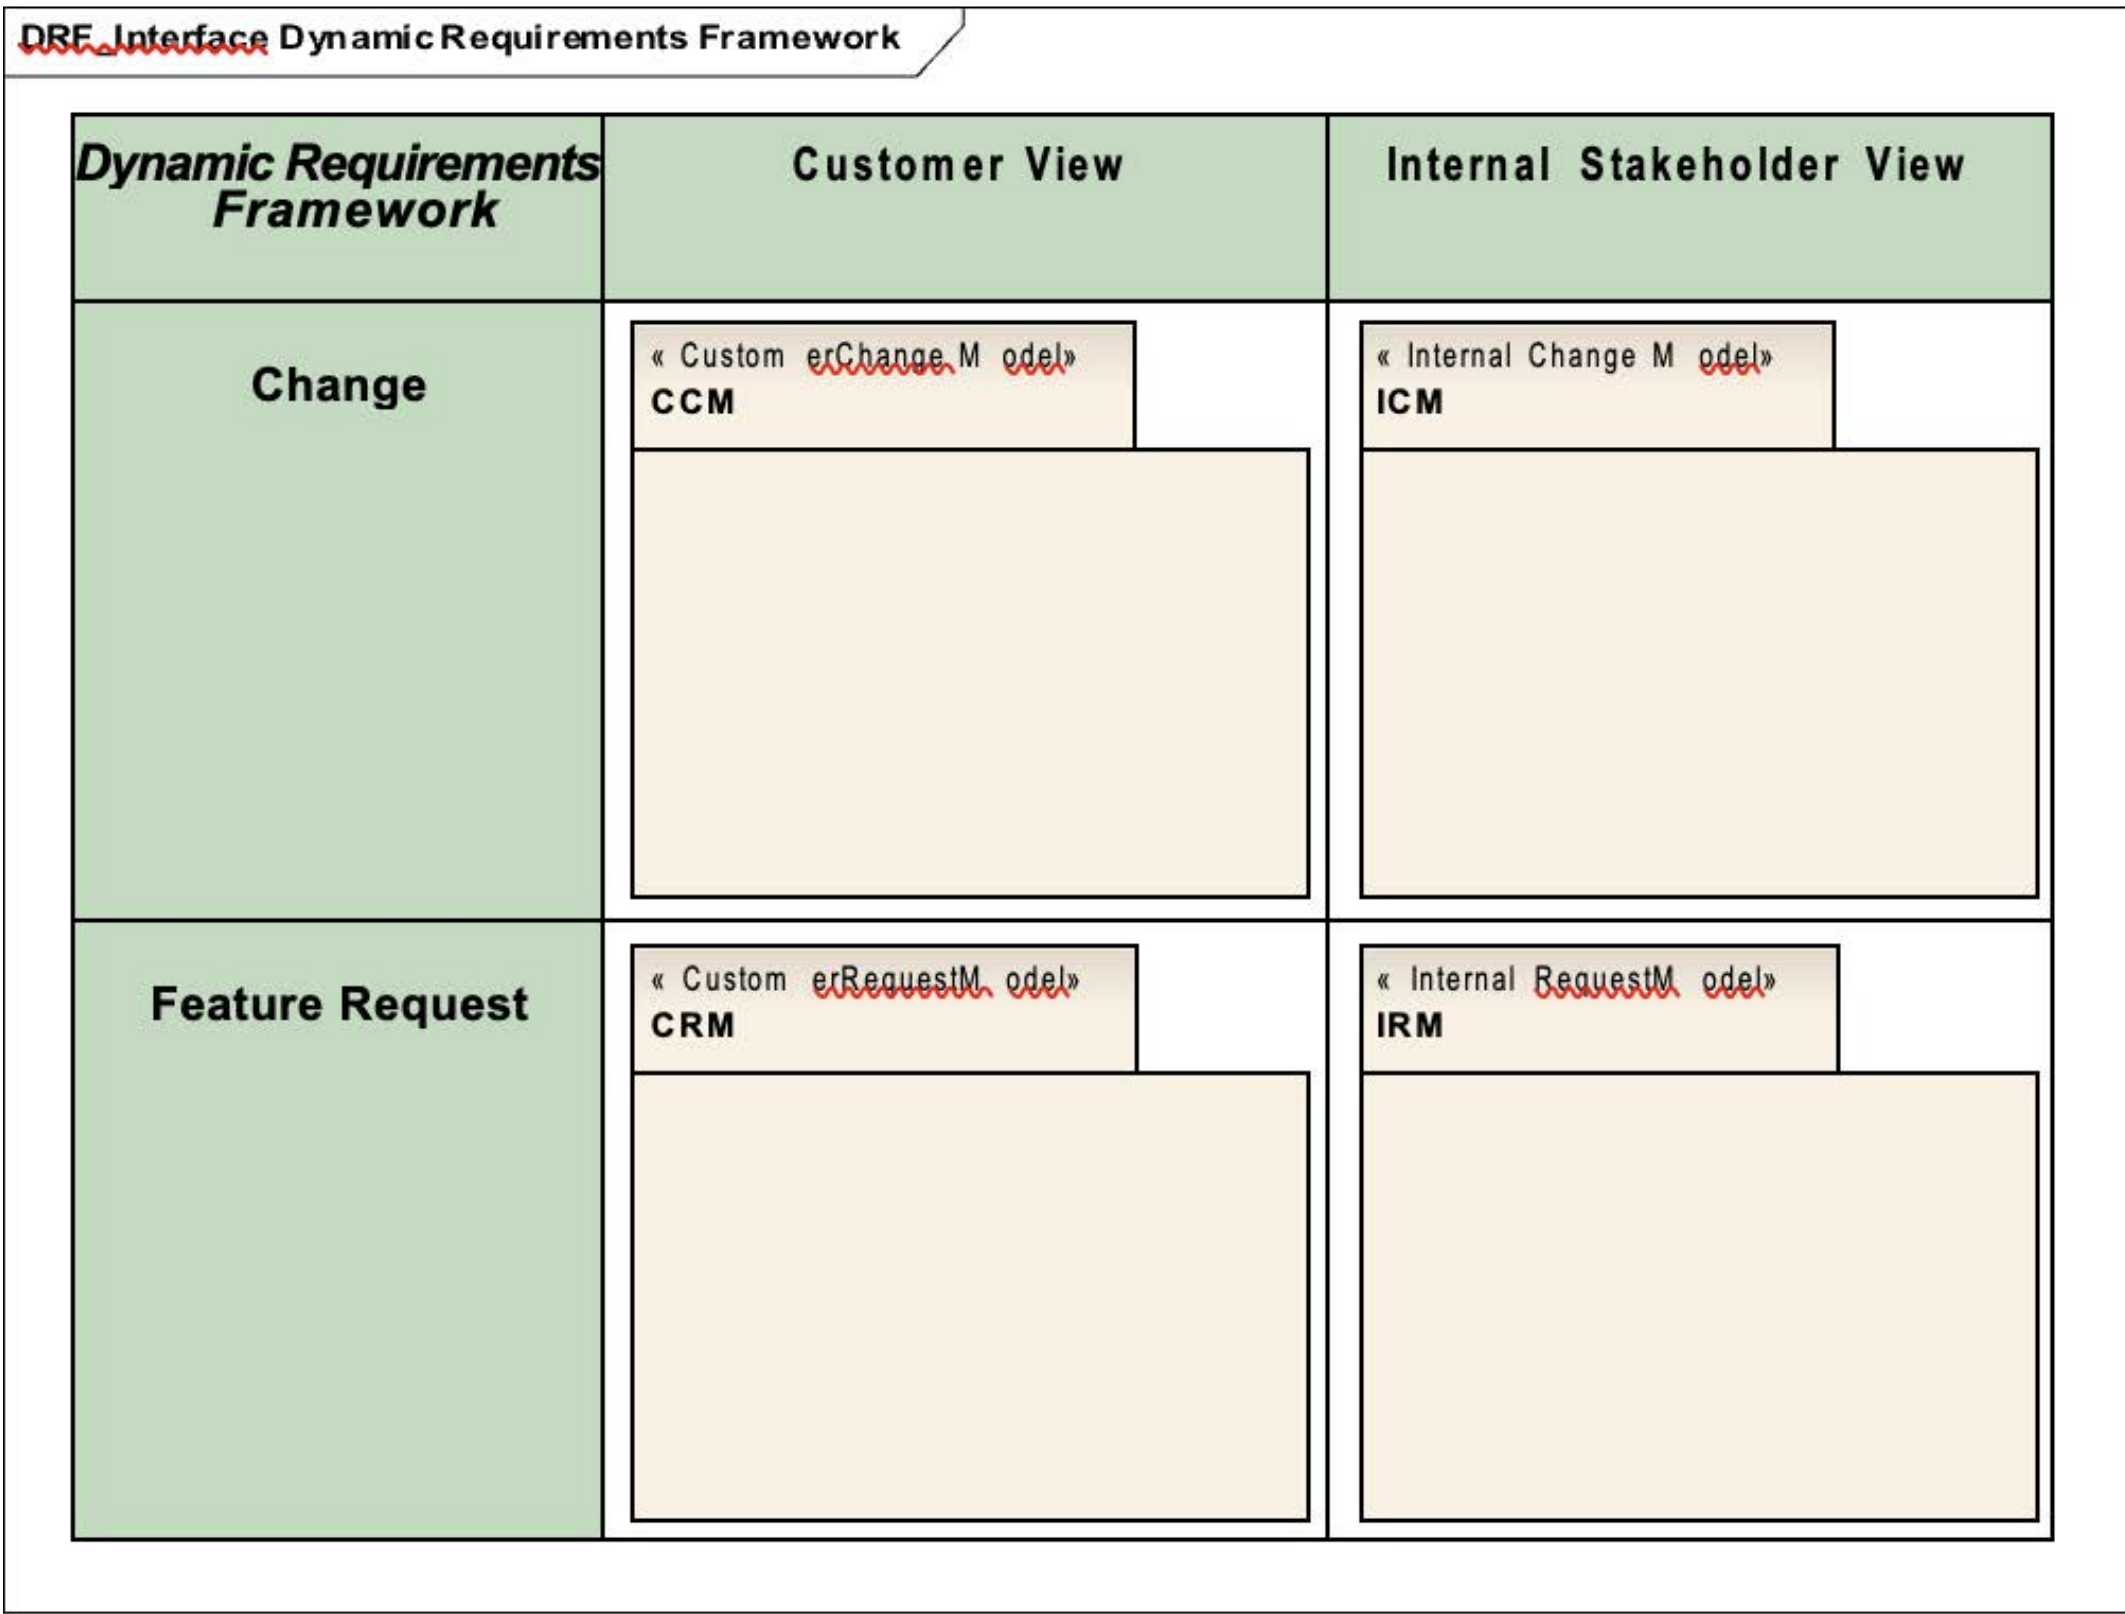 DRF_Interface Dynamic Requirements Framework
Dynamic Requirements
Framework
Customer View
Internal Stakeholder View
Change
« Custom erChange M odel»
CCM
« Internal Change M odel»
ICM
Feature Request
« Custom erRequestM odel»
CRM
« Internal RequestM odel»
IRM